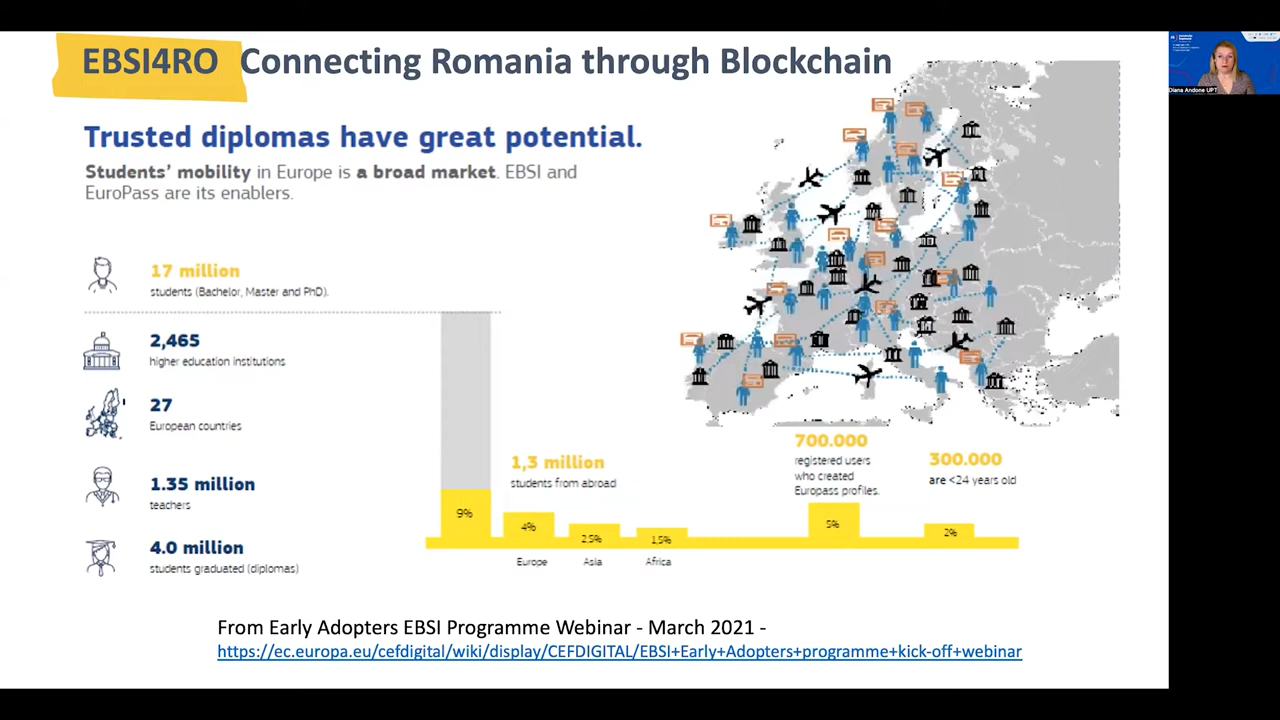 EBSI4RO Connecting Romania through Blockchain
Trusted diplomas have great potential.
Students' mobility in Europe is a broad market. EBSI and
EuroPass are its enablers.
17 million
students (Bachelor, Master and PhD).
2,465
higher education institutions
27
European countries
1.35 million
teachers
4.0 million
students graduated (diplomas)
9%
1,3 million
students from abroad
4%
2,5%
1,5%
Europe
Asia
Africa
700.000
registered users
who created
Europass profiles.
5%
300.000
are <24 years old
2%
From Early Adopters EBSI Programme Webinar - March 2021 -
https://ec.europa.eu/cefdigital/wiki/display/CEFDIGITAL/EBSI+Early+Adopters+programme+kick-off+webinar
Diana Andone UPT